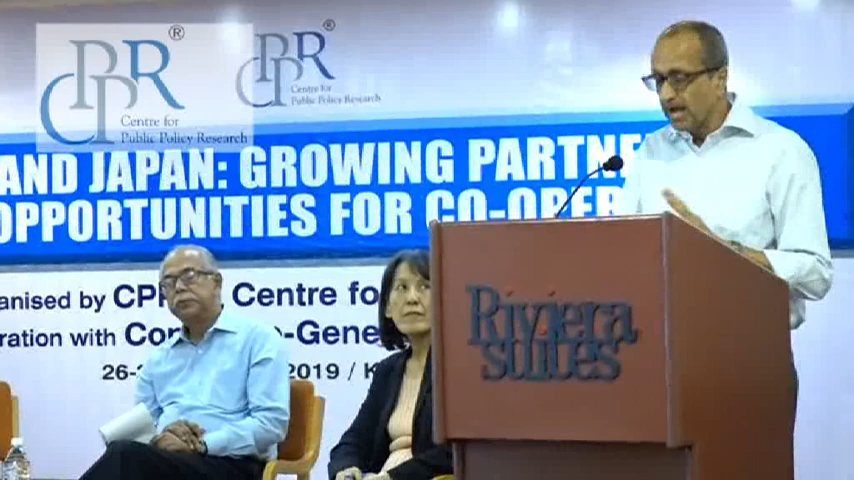 CPPR®
Centre for
Public Policy Research
CPPR®
Centre for
Public Policy Research
AND JAPAN: GROWING PARTNE
OPPORTUNITIES FOR CO-OPER
anised by CPP Centre for
ration with Con -Gene
26- 2019 / K
Riviera
suites